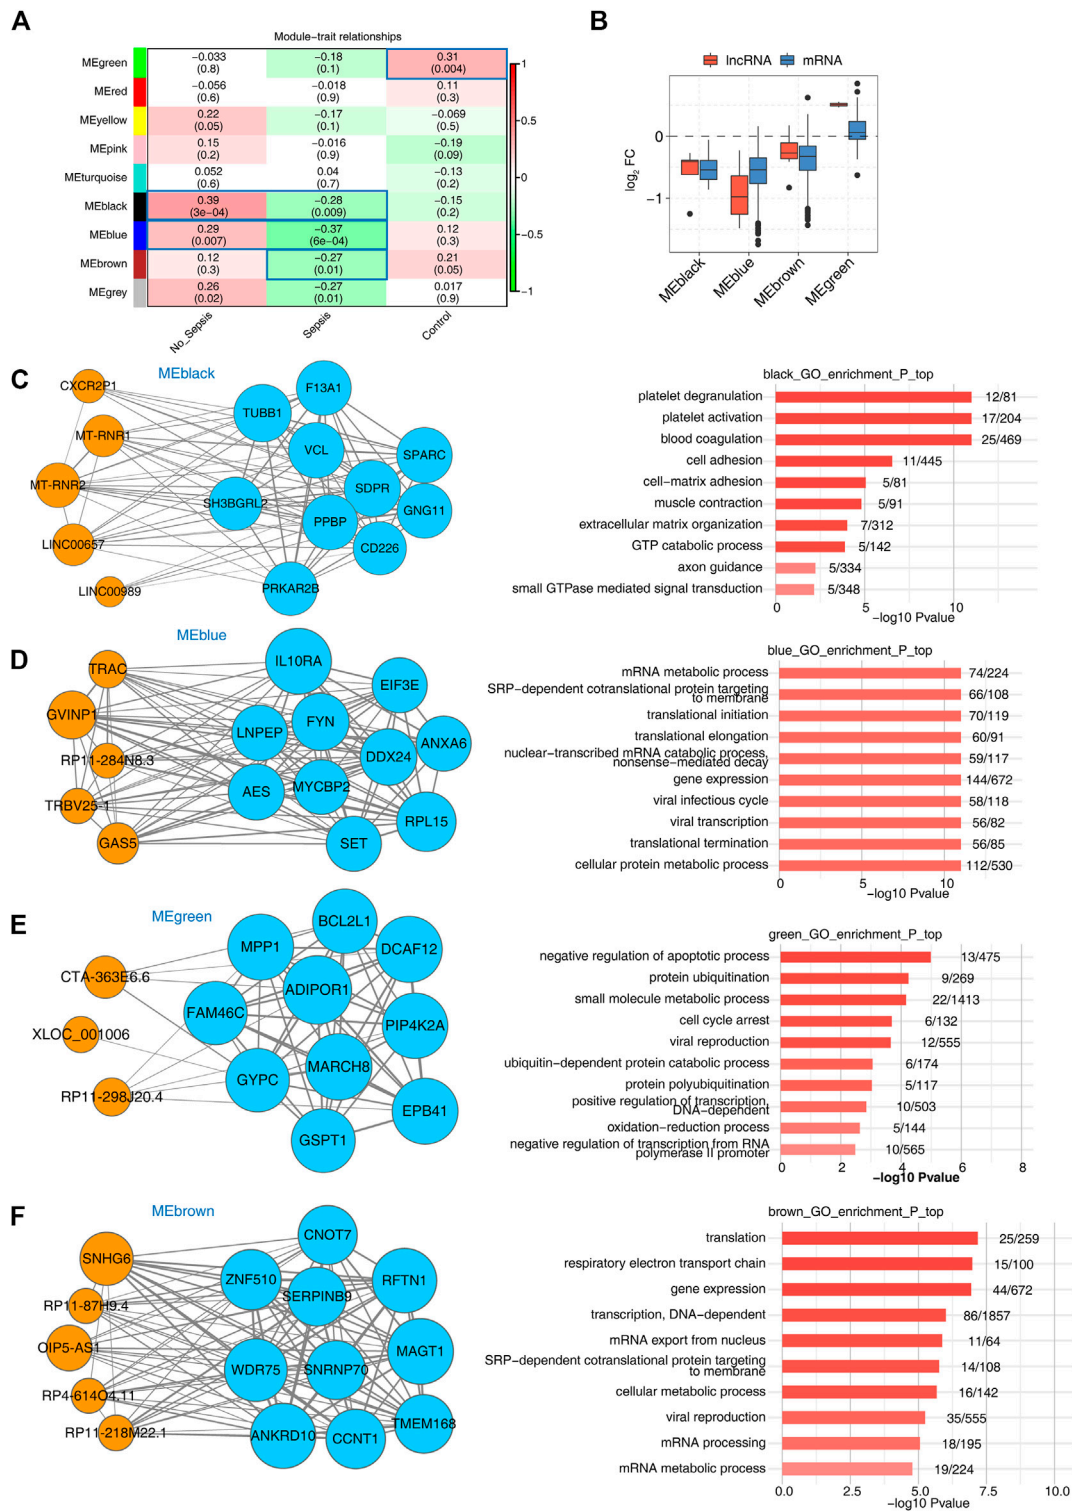 A
Module−trait relationships
MEgreen
−0.033
(0.8)
−0.18
(0.1)
0.31
(0.004)
MEred
−0.056
(0.6)
−0.018
(0.9)
0.11
(0.3)
MEyellow
0.22
(0.05)
−0.17
(0.1)
−0.069
(0.5)
MEpink
0.15
(0.2)
−0.016
(0.9)
−0.19
(0.09)
MEturquoise
0.052
(0.6)
0.04
(0.7)
−0.13
(0.2)
MEblack
0.39
(3e−04)
−0.28
(0.009)
−0.15
(0.2)
MEblue
0.29
(0.007)
−0.37
(6e−04)
0.12
(0.3)
MEbrown
0.12
(0.3)
−0.27
(0.01)
0.21
(0.05)
MEgrey
0.26
(0.02)
−0.27
(0.01)
0.017
(0.9)
No_Sepsis
Sepsis
Control
1
0.5
0
−0.5
−1
B
lncRNA
mRNA
log2 FC
0
−1
MEblack
MEblue
MEbrown
MEgreen
C
MEblack
CXCR2P1
MT−RNR1
MT−RNR2
LINC00657
LINC00989
F13A1
TUBB1
VCL
SPARC
SDPR
SH3BGRL2
GNG11
PPBP
CD226
PRKAR2B
black_GO_enrichment_P_top
platelet degranulation
12/81
platelet activation
17/204
blood coagulation
25/469
cell adhesion
11/445
cell−matrix adhesion
5/81
muscle contraction
5/91
extracellular matrix organization
7/312
GTP catabolic process
5/142
axon guidance
5/334
small GTPase mediated signal transduction
5/348
0
5
10
−log10 Pvalue
D
MEblue
TRAC
GVINP1
RP11−284N8.3
TRBV25−1
GAS5
IL10RA
EIF3E
FYN
LNPEP
ANXA6
DDX24
AES
MYCBP2
RPL15
SET
blue_GO_enrichment_P_top
mRNA metabolic process
74/224
SRP−dependent cotranslational protein targeting
to membrane
66/108
translational initiation
70/119
translational elongation
60/91
nuclear−transcribed mRNA catabolic process,
nonsense−mediated decay
59/117
gene expression
144/672
viral infectious cycle
58/118
viral transcription
56/82
translational termination
56/85
cellular protein metabolic process
112/530
0
5
10
−log10 Pvalue
E
MEgreen
CTA−363E6.6
XLOC_001006
RP11−298J20.4
BCL2L1
MPP1
DCAF12
ADIPOR1
FAM46C
PIP4K2A
MARCH8
GYPC
EPB41
GSPT1
green_GO_enrichment_P_top
negative regulation of apoptotic process
13/475
protein ubiquitination
9/269
small molecule metabolic process
22/1413
cell cycle arrest
6/132
viral reproduction
12/555
ubiquitin−dependent protein catabolic process
6/174
protein polyubiquitination
5/117
positive regulation of transcription,
DNA−dependent
10/503
oxidation−reduction process
5/144
negative regulation of transcription from RNA
polymerase II promoter
10/565
0
2
4
6
8
−log10 Pvalue
F
MEbrown
SNHG6
RP11−87H9.4
OIP5−AS1
RP4−614O4.11
RP11−218M22.1
CNOT7
ZNF510
RFTN1
SERPINB9
MAGT1
WDR75
SNRNP70
TMEM168
ANKRD10
CCNT1
brown_GO_enrichment_P_top
translation
25/259
respiratory electron transport chain
15/100
gene expression
44/672
transcription, DNA−dependent
86/1857
mRNA export from nucleus
11/64
SRP−dependent cotranslational protein targeting
to membrane
14/108
cellular metabolic process
16/142
viral reproduction
35/555
mRNA processing
18/195
mRNA metabolic process
19/224
0.0
2.5
5.0
7.5
10.0
−log10 Pvalue